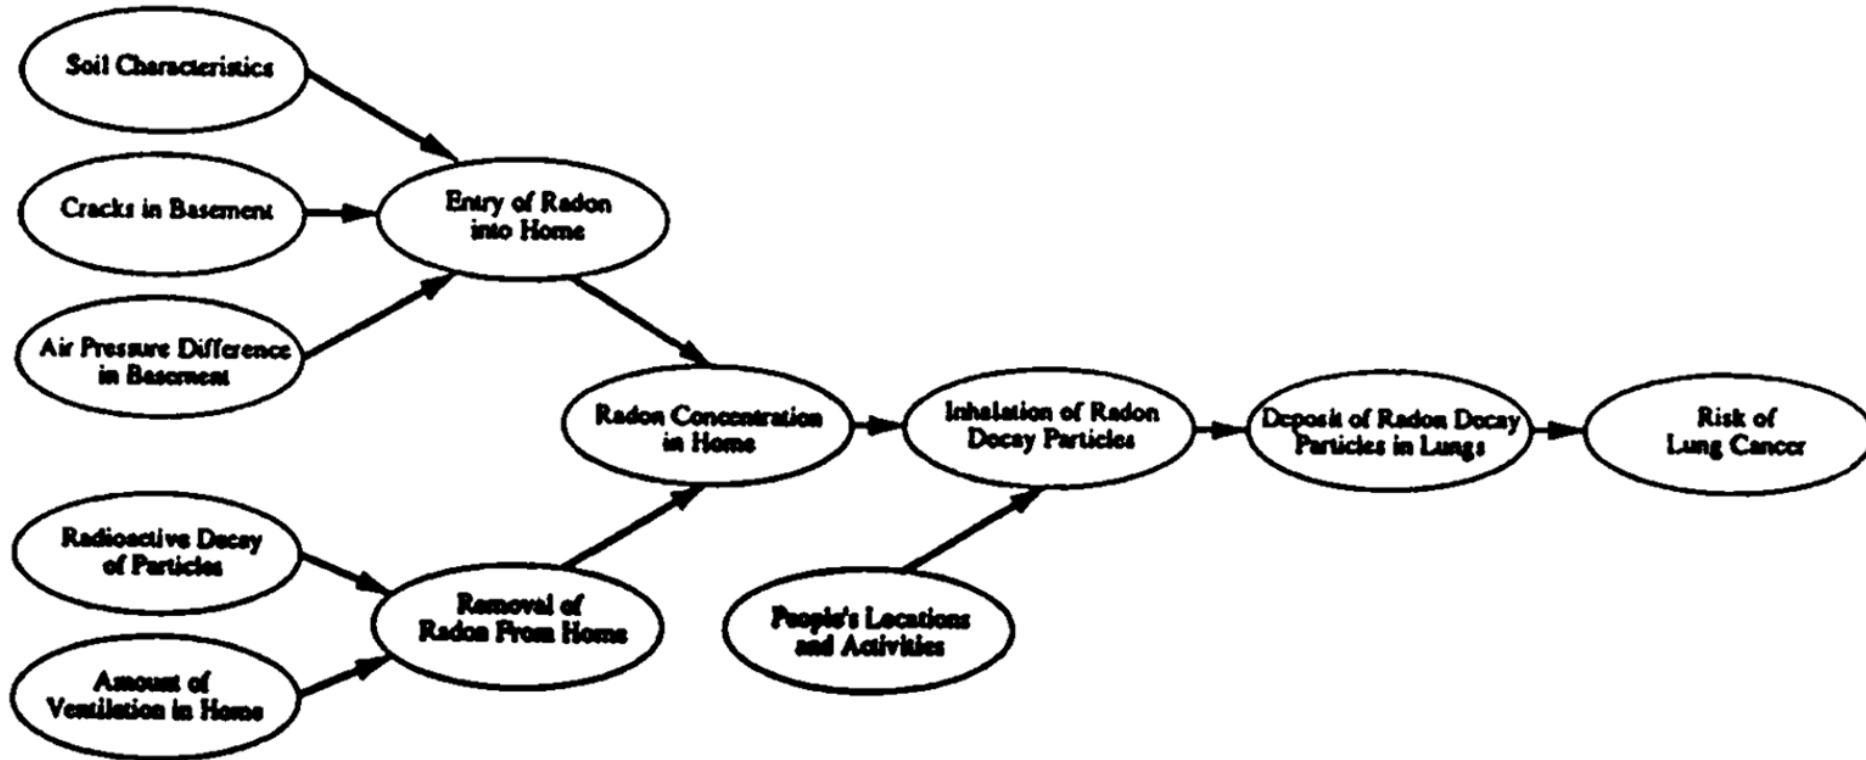 Soil Characteristics
Cracks in Basement
Entry of Radon
into Home
Air Pressure Difference
in Basement
Radon Concentration
in Home
Inhalation of Radon
Decay Particles
Deposit of Radon Decay
Particles in Lungs
Risk of
Lung Cancer
Radioactive Decay
of Particles
Removal of
Radon From Home
People's Locations
and Activities
Amount of
Ventilation in Home